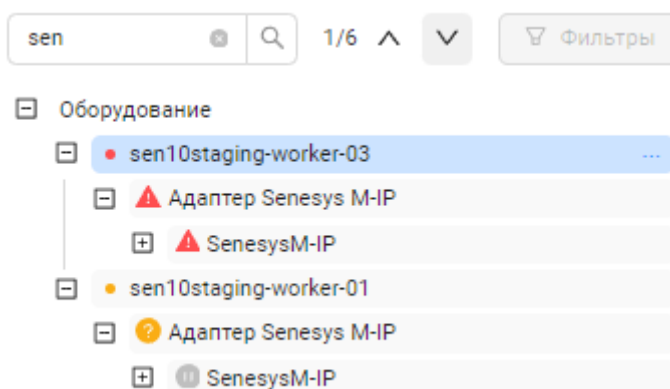 sen 1/6 Фильтры
Оборудование
sen10staging-worker-03 ...
Адаптер Senesys M-IP
SenesysM-IP
sen10staging-worker-01
Адаптер Senesys M-IP
SenesysM-IP